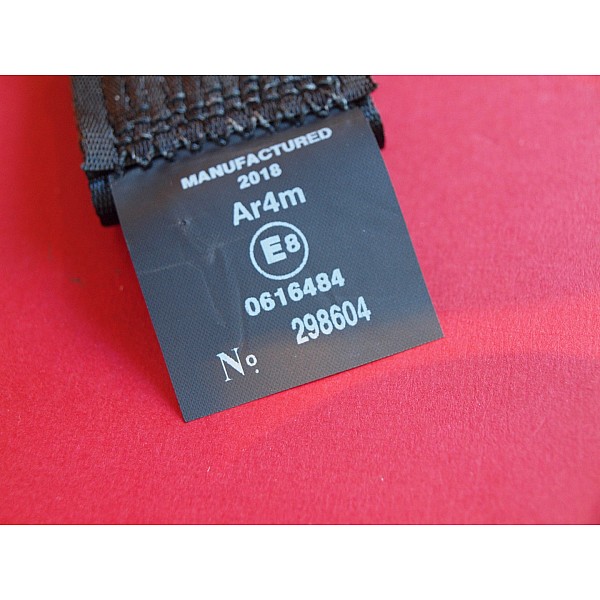 MANUFACTURED
2018
Ar4m
E8
0616484
No. 298604